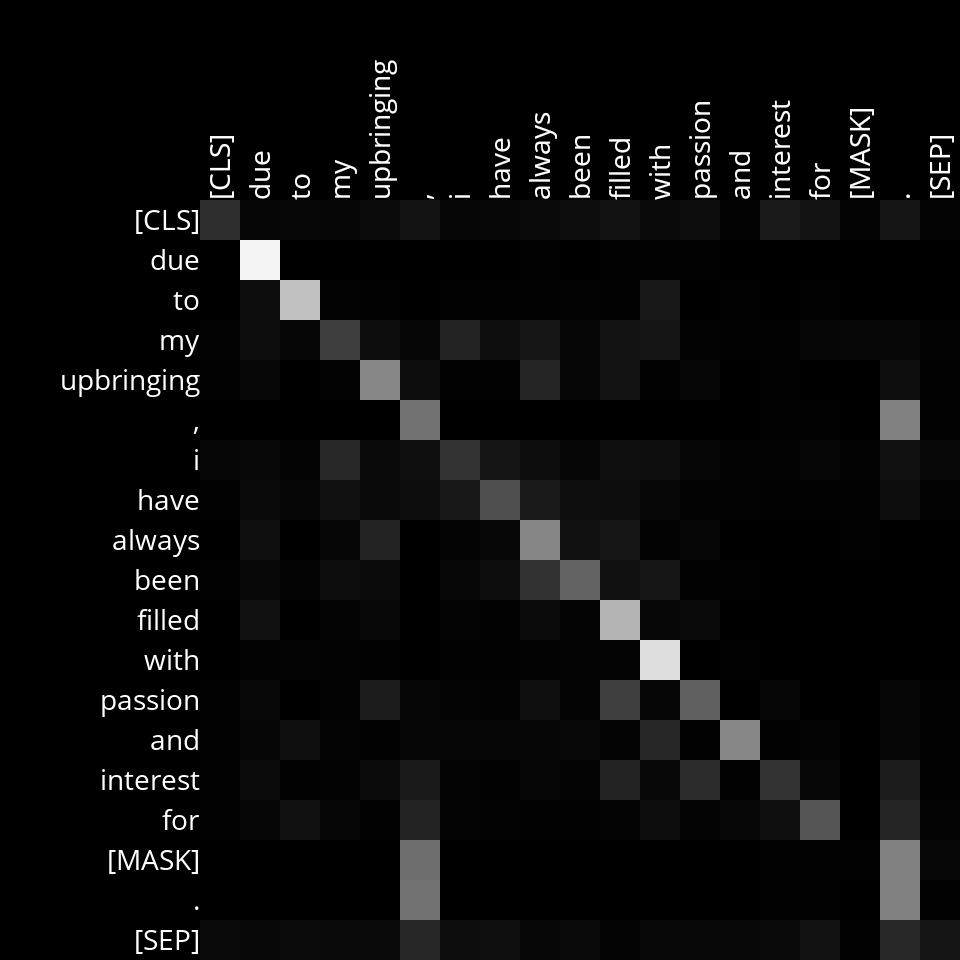 [CLS] due to my upbringing , i have always been filled with passion and interest for [MASK] . [SEP]
[CLS]
due
to
my
upbringing
,
i
have
always
been
filled
with
passion
and
interest
for
[MASK]
.
[SEP]